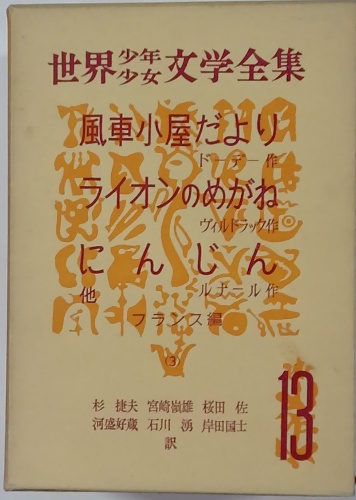 世界少年少女文学全集
風車小屋だより
ドーデー作
ライオンのめがね
ヴィルドラック作
にんじん
他 ルナール作
フランス編
(3)
杉 捷夫 宮崎嶺雄 桜田 佐
河盛好蔵 石川 湧 岸田国士
訳
13